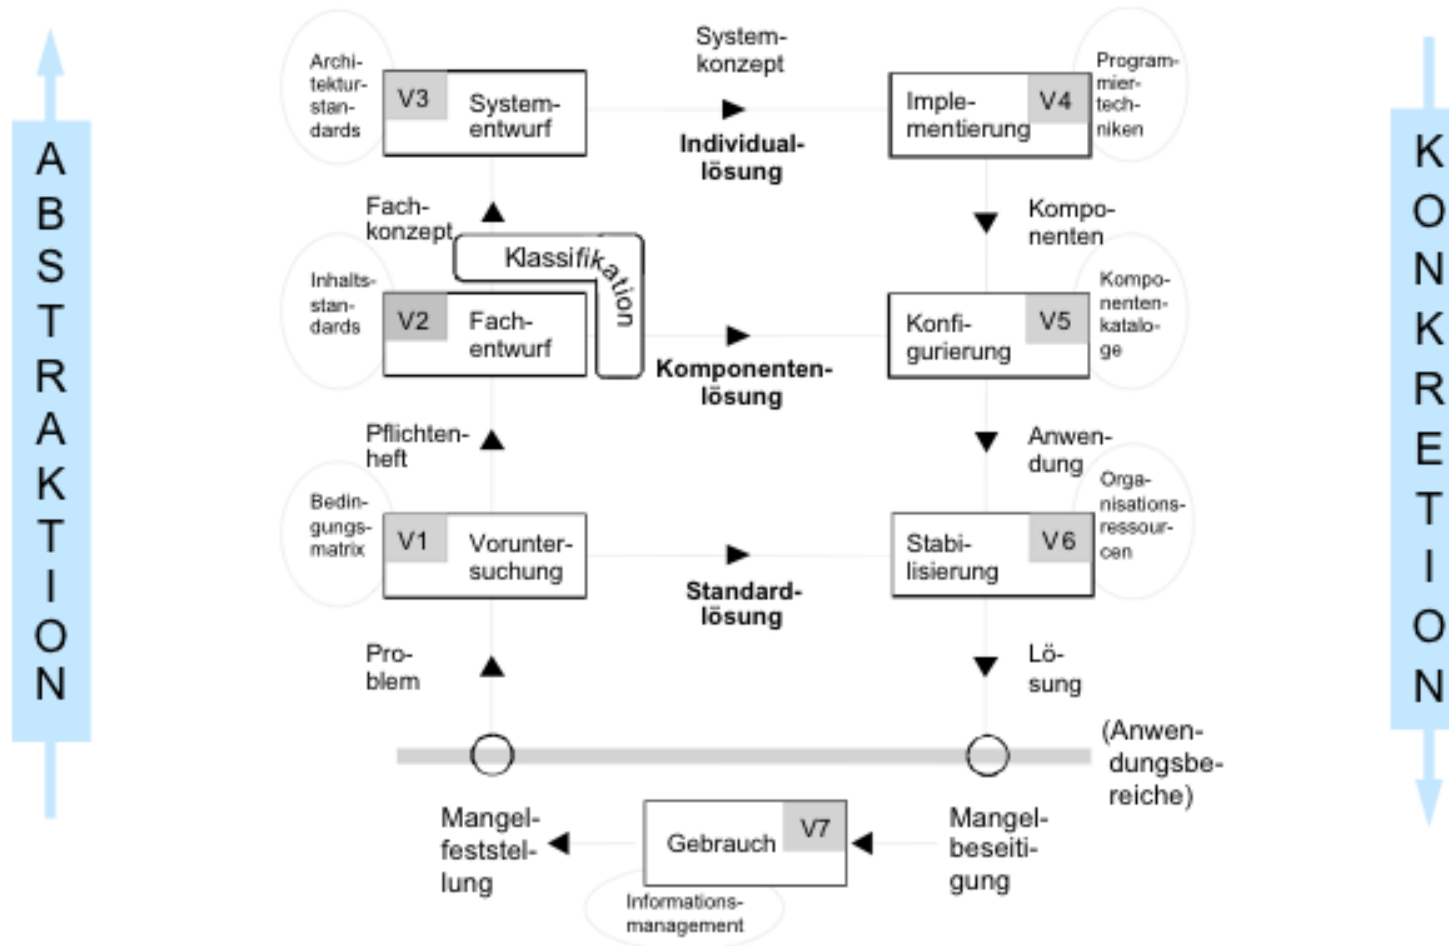 A
B
S
T
R
A
K
T
I
O
N
Archi-
tektur-
stan-
dards
V3
System-
entwurf
System-
konzept
Individual-
lösung
Imple-
mentierung
V4
Program-
mier-
tech-
niken
Fach-
konzept
Klassifikation
Kompo-
nenten
Inhalts-
stan-
dards
V2
Fach-
entwurf
Komponenten-
lösung
Konfi-
gurierung
V5
Kompo-
nenten-
katalo-
ge
Pflichten-
heft
Anwen-
dung
Bedin-
gungs-
matrix
V1
Vorunter-
suchung
Standard-
lösung
Stabi-
lisierung
V6
Orga-
nisations-
ressour-
cen
Pro-
blem
Lö-
sung
(Anwen-
dungsbe-
reiche)
Mangel-
feststel-
lung
Gebrauch
V7
Mangel-
beseiti-
gung
Informations-
management
K
O
N
K
R
E
T
I
O
N